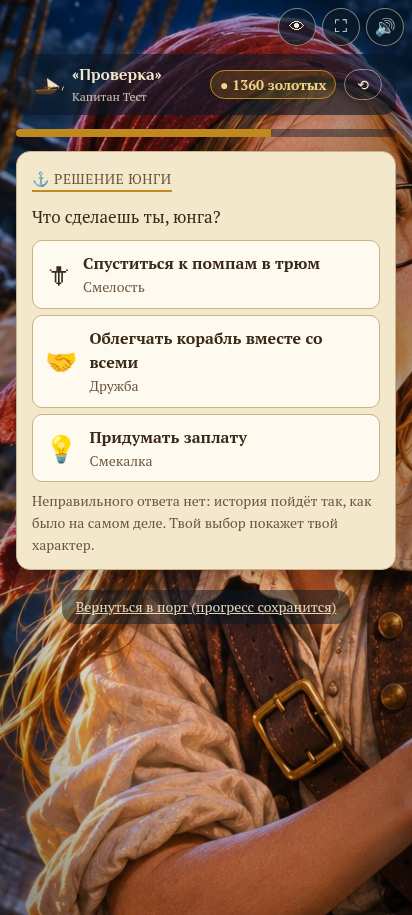 «Проверка»
Капитан Тест
● 1360 золотых
⚓ РЕШЕНИЕ ЮНГИ
Что сделаешь ты, юнга?
Спуститься к помпам в трюм
Смелость
Облегчать корабль вместе со
всеми
Дружба
Придумать заплату
Смекалка
Неправильного ответа нет: история пойдёт так, как
было на самом деле. Твой выбор покажет твой
характер.
Вернуться в порт (прогресс сохранится)